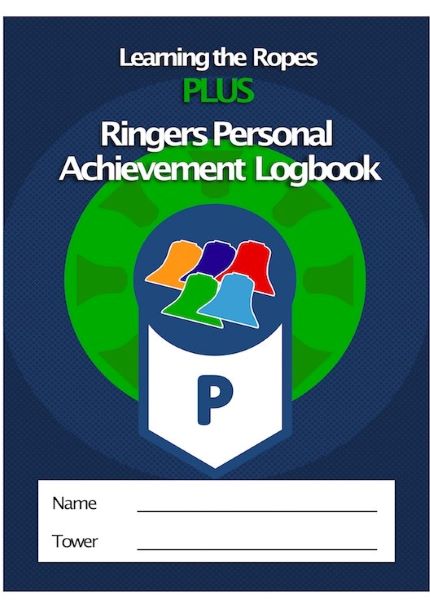 Learning the Ropes
PLUS
Ringers Personal
Achievement Logbook
P
Name
Tower